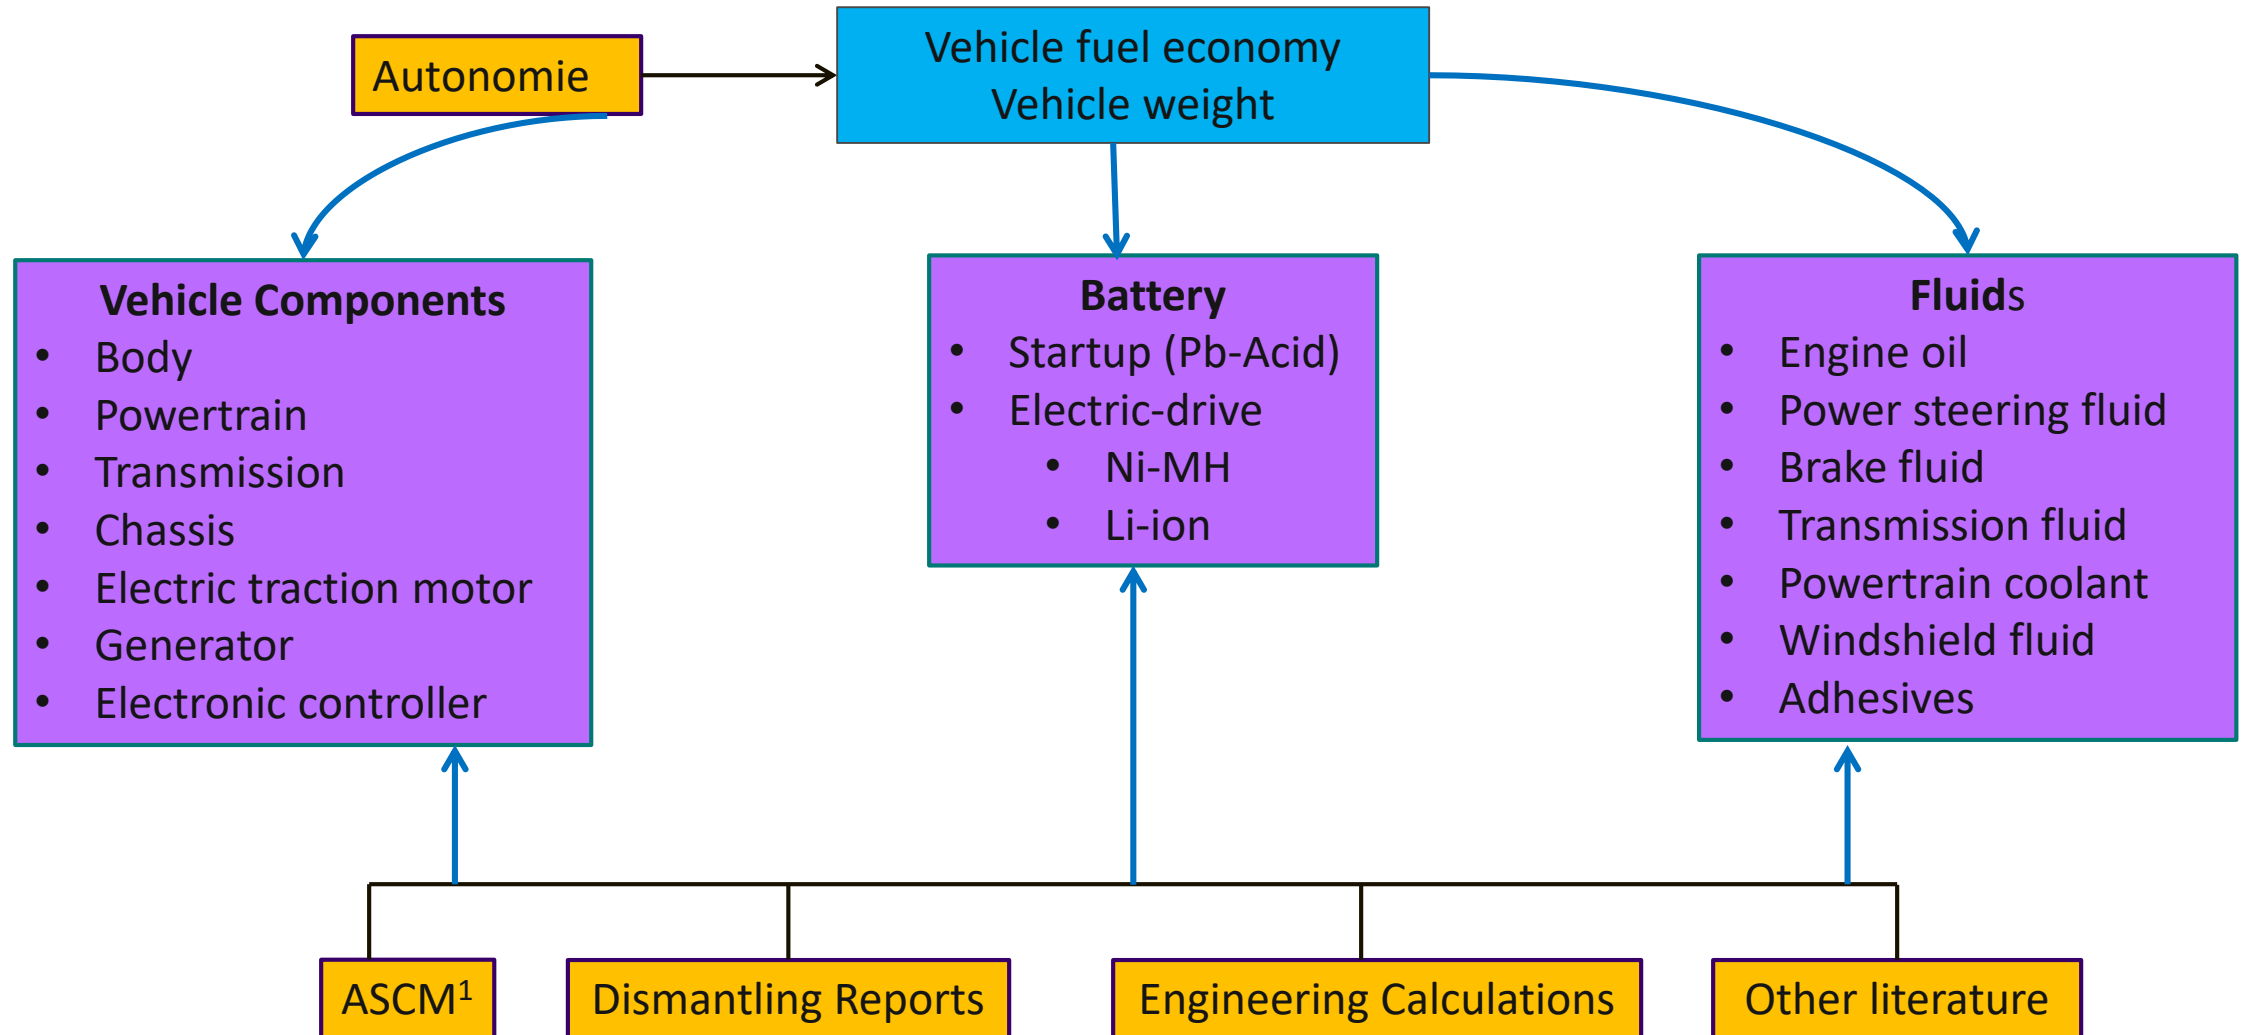 Autonomie
Vehicle fuel economy
Vehicle weight
Vehicle Components
• Body
• Powertrain
• Transmission
• Chassis
• Electric traction motor
• Generator
• Electronic controller
Battery
• Startup (Pb-Acid)
• Electric-drive
• Ni-MH
• Li-ion
Fluids
• Engine oil
• Power steering fluid
• Brake fluid
• Transmission fluid
• Powertrain coolant
• Windshield fluid
• Adhesives
ASCM¹
Dismantling Reports
Engineering Calculations
Other literature